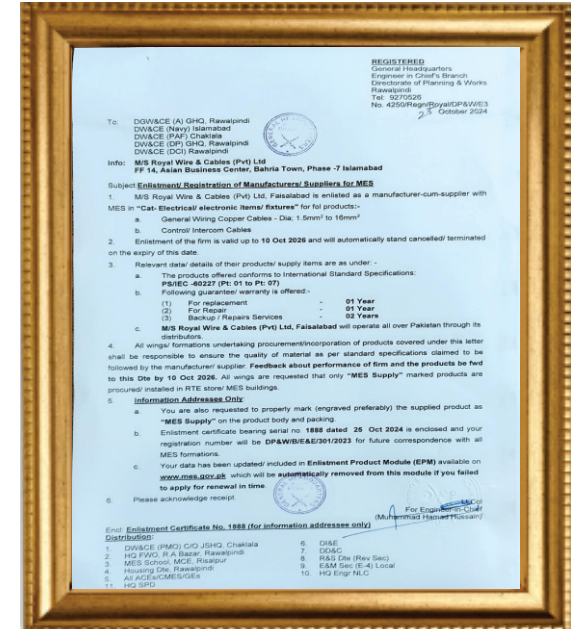 REGISTERED
General Headquarters
Engineer in Chief's Branch
Directorate of Planning & Works
Rawalpindi
Tel: 9270526
No. 4250/Regn/Royal/DP&W/E3
25 October 2024
To: DGW&CE (A) GHQ, Rawalpindi
DW&CE (Navy) Islamabad
DW&CE (PAF) Chaklala
DW&CE (DP) GHQ, Rawalpindi
DW&CE (DCI) Rawalpindi
Info: M/S Royal Wire & Cables (Pvt) Ltd
FF 14, Asian Business Center, Bahria Town, Phase -7 Islamabad
Subject: Enlistment/ Registration of Manufacturers/ Suppliers for MES
1. M/S Royal Wire & Cables (Pvt) Ltd, Faisalabad is enlisted as a manufacturer-cum-supplier with
MES in "Cat- Electrical/ electronic items/ fixtures" for fol products:-
a. General Wiring Copper Cables - Dia: 1.5mm² to 16mm²
b. Control/ Intercom Cables
2. Enlistment of the firm is valid up to 10 Oct 2026 and will automatically stand cancelled/ terminated
on the expiry of this date.
3. Relevant data/ details of their products/ supply items are as under: -
a. The products offered conforms to International Standard Specifications:
PS/IEC -60227 (Pt: 01 to Pt: 07)
b. Following guarantee/ warranty is offered:-
(1) For replacement - 01 Year
(2) For Repair - 01 Year
(3) Backup / Repairs Services - 02 Years
c. M/S Royal Wire & Cables (Pvt) Ltd, Faisalabad will operate all over Pakistan through its
distributors.
4. All wings/ formations undertaking procurement/incorporation of products covered under this letter
shall be responsible to ensure the quality of material as per standard specifications claimed to be
followed by the manufacturer/ supplier. Feedback about performance of firm and the products be fwd
to this Dte by 10 Oct 2026. All wings are requested that only "MES Supply" marked products are
procured/ installed in RTE store/ MES buildings.
5. Information Addressee Only
a. You are also requested to properly mark (engraved preferably) the supplied product as
"MES Supply" on the product body and packing.
b. Enlistment certificate bearing serial no. 1888 dated 25 Oct 2024 is enclosed and your
registration number will be DP&W/B/E&E/301/2023 for future correspondence with all
MES formations.
c. Your data has been updated/ included in Enlistment Product Module (EPM) available on
www.mes.gov.pk which will be automatically removed from this module if you failed
to apply for renewal in time.
6. Please acknowledge receipt.
Lt Col
For Engineer-in-Chief
(Muhammad Hamad Hussain)
Encl: Enlistment Certificate No. 1888 (for information addressee only)
Distribution:
1. DW&CE (PMO) C/O JSHQ, Chaklala
2. HQ FWO, R.A Bazar, Rawalpindi
3. MES School, MCE, Risalpur
4. Housing Dte, Rawalpindi
5. All ACEs/CMES/GEs
11. HQ SPD
6. DI&E
7. DD&C
8. R&S Dte (Rev Sec)
9. E&M Sec (E-4) Local
10. HQ Engr NLC